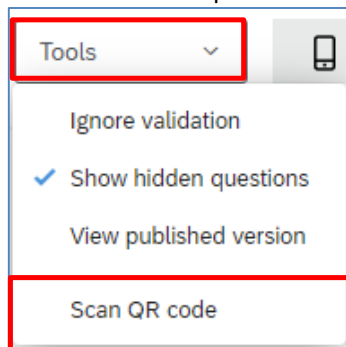 Tools
Ignore validation
Show hidden questions
View published version
Scan QR code